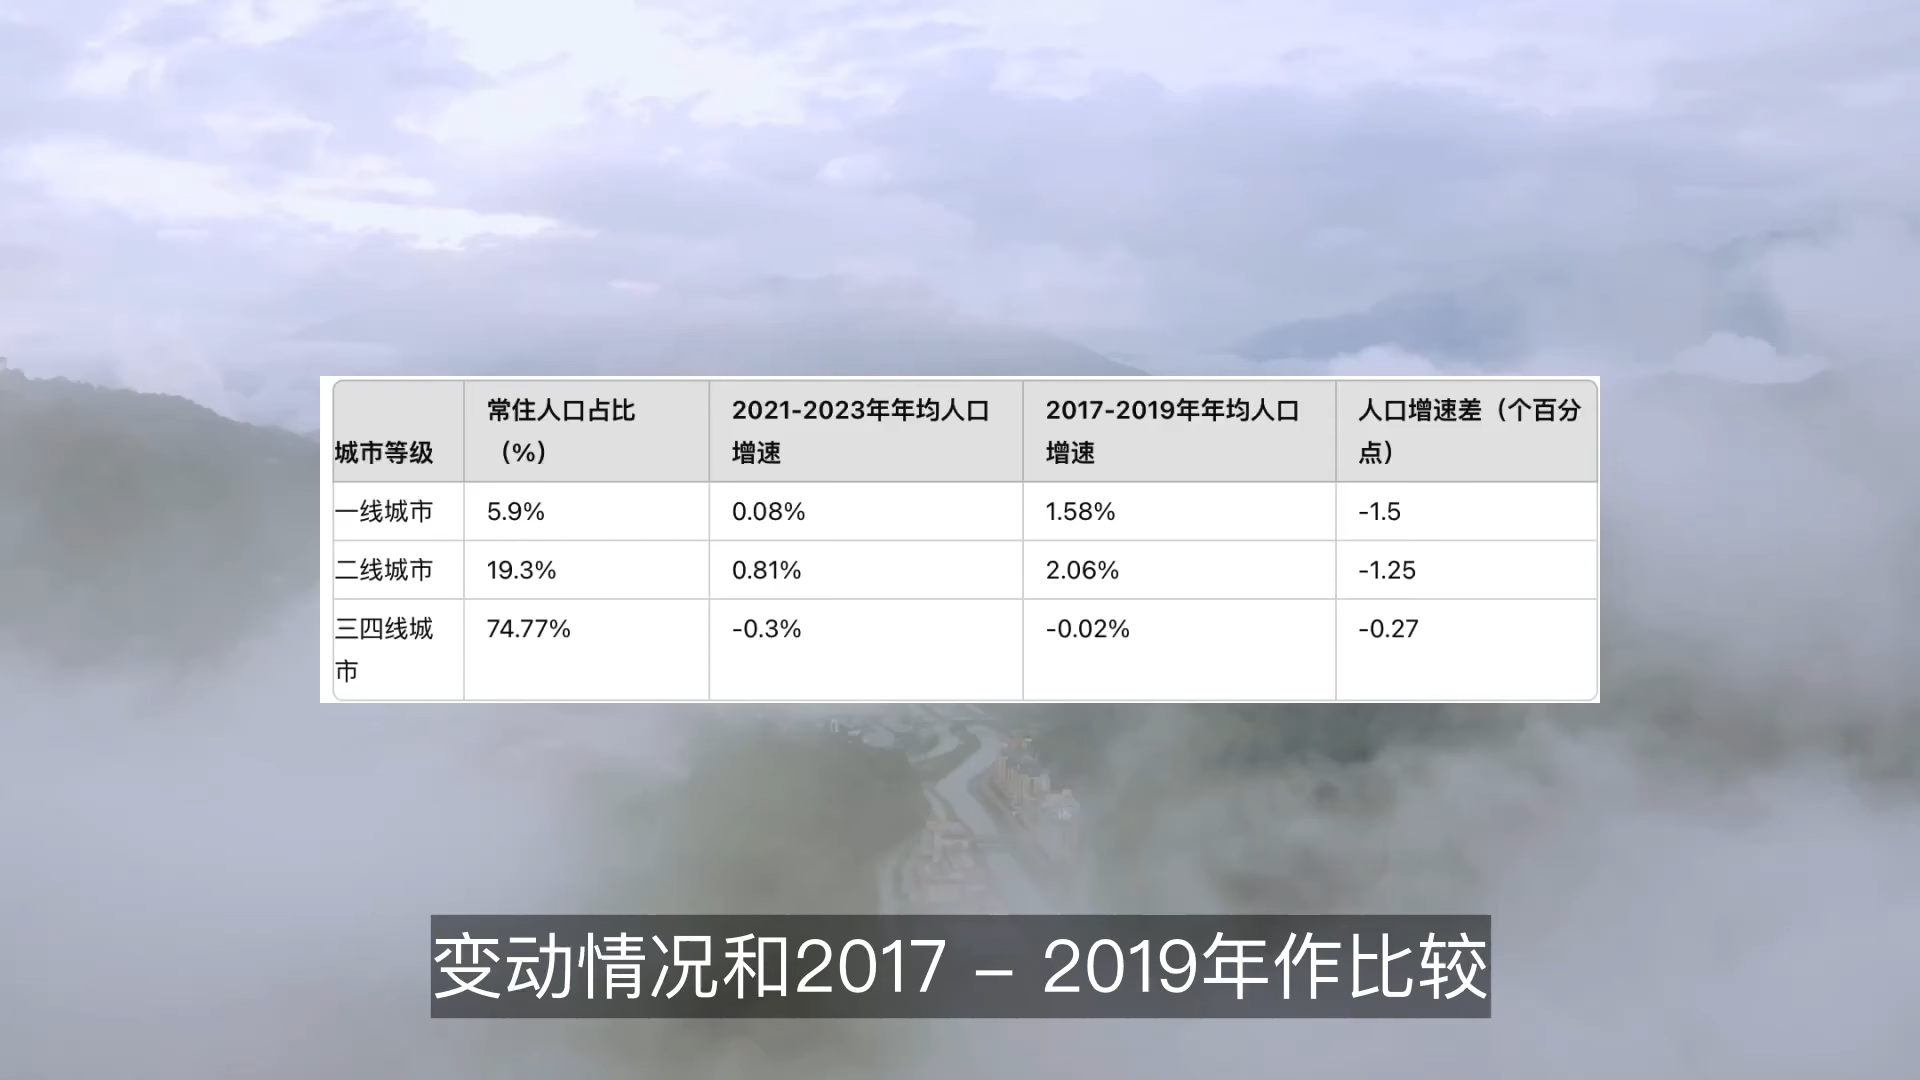 城市等级 常住人口占比（%） 2021-2023年年均人口增速 2017-2019年年均人口增速 人口增速差（个百分点）
一线城市 5.9% 0.08% 1.58% -1.5
二线城市 19.3% 0.81% 2.06% -1.25
三四线城市 74.77% -0.3% -0.02% -0.27
变动情况和2017 – 2019年作比较